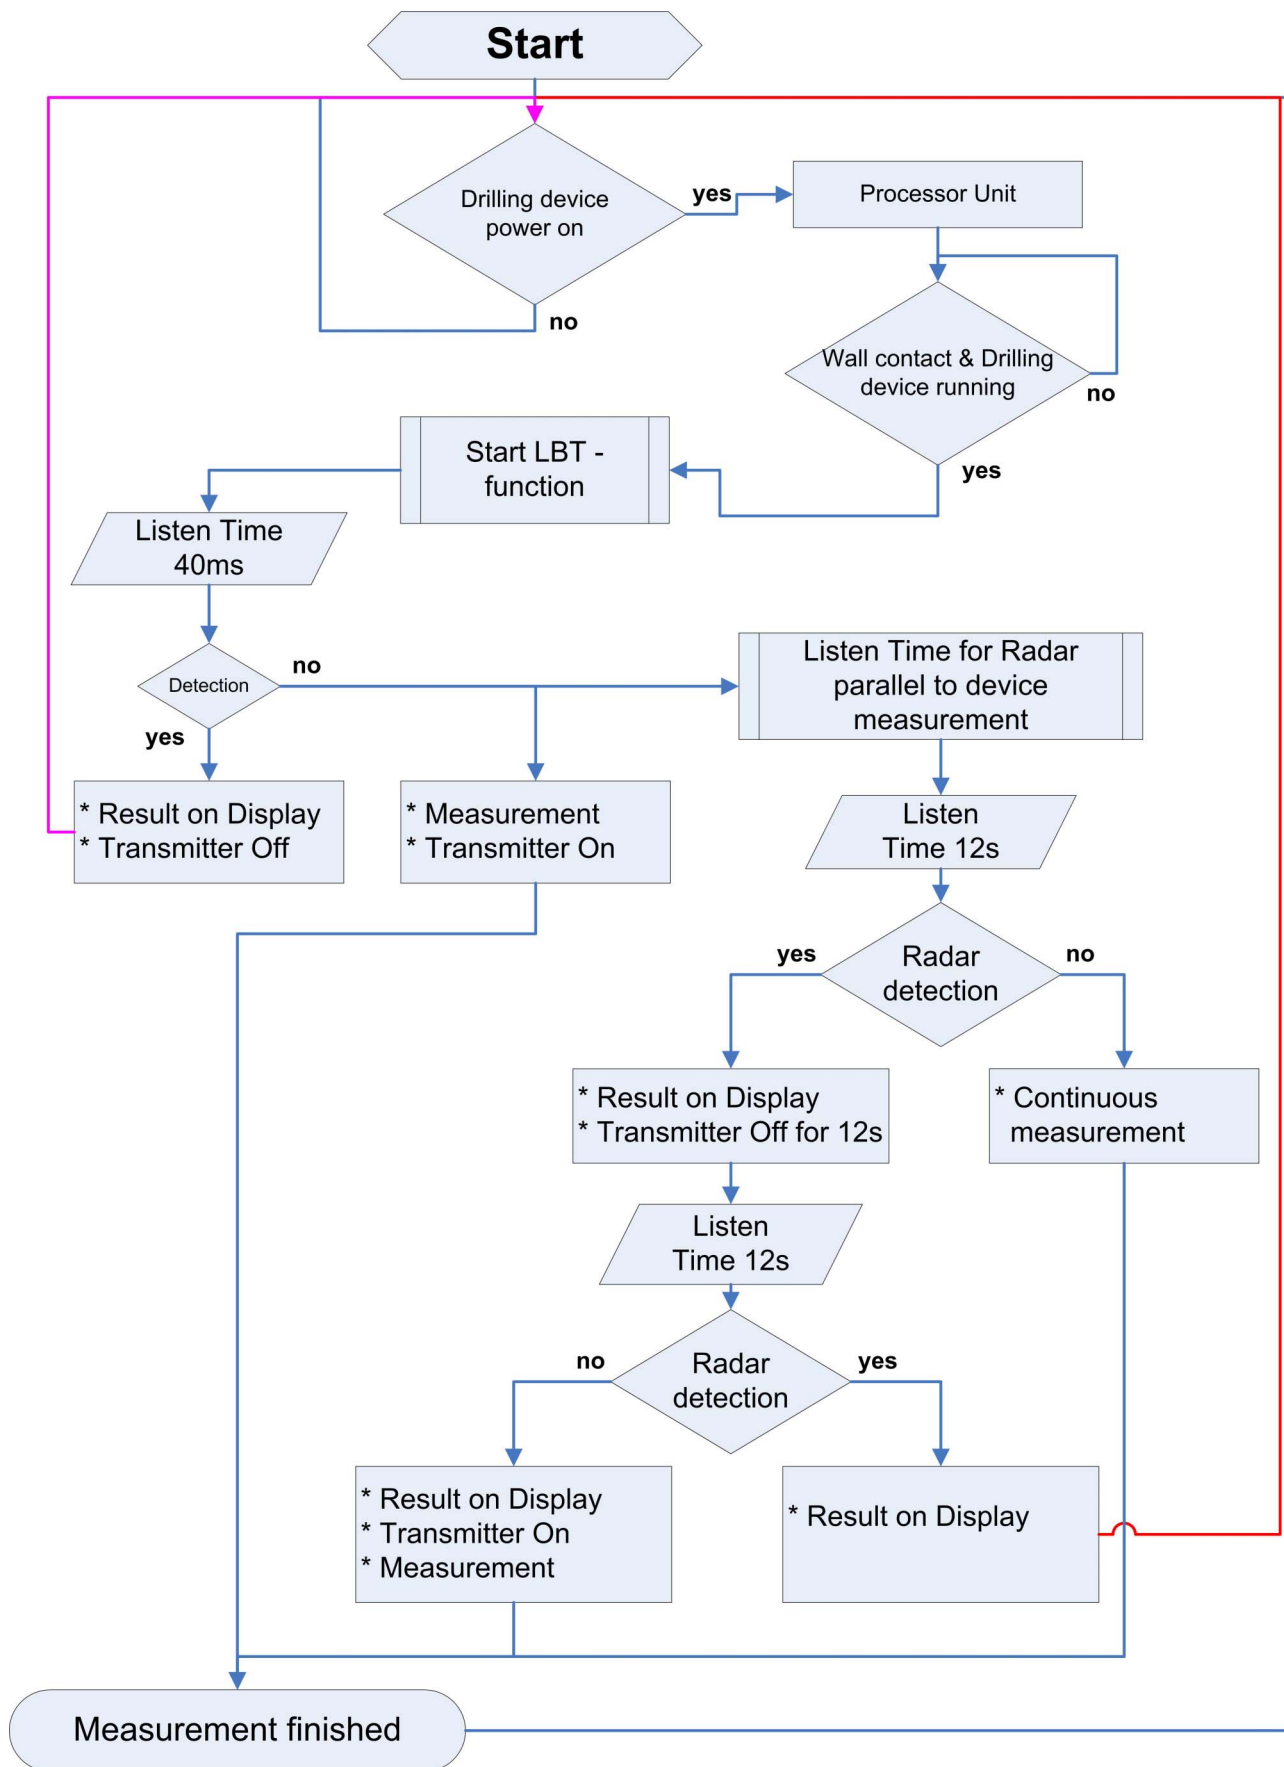 Start
Drilling device
power on
yes
no
Processor Unit
Wall contact & Drilling
device running
no
yes
Start LBT -
function
Listen Time
40ms
Detection
no
yes
Listen Time for Radar
parallel to device
measurement
* Result on Display
* Transmitter Off
* Measurement
* Transmitter On
Listen
Time 12s
Radar
detection
yes
no
* Result on Display
* Transmitter Off for 12s
* Continuous
measurement
Listen
Time 12s
Radar
detection
no
yes
* Result on Display
* Transmitter On
* Measurement
* Result on Display
Measurement finished